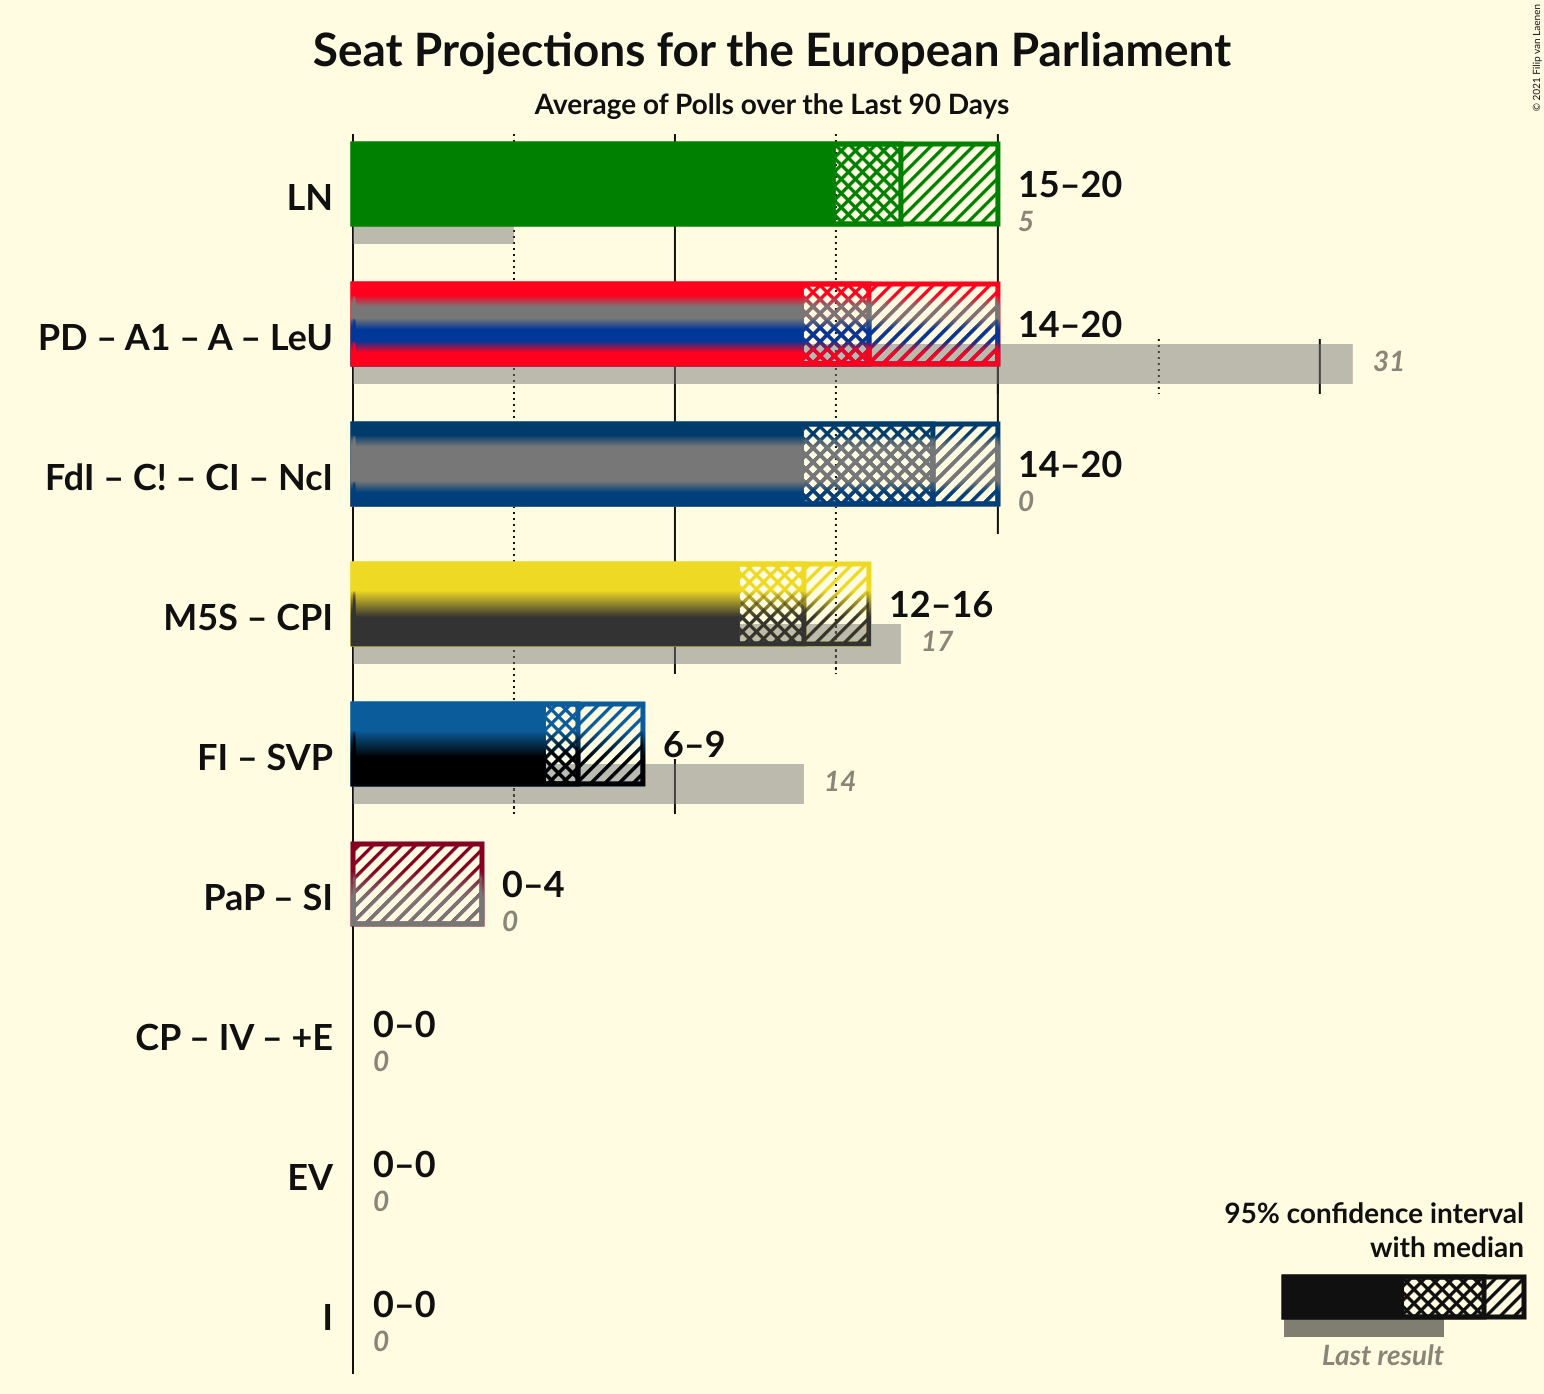 Seat Projections for the European Parliament
Average of Polls over the Last 90 Days
© 2021 Filip van Laenen
LN
15–20
5
PD – A1 – A – LeU
14–20
31
FdI – C! – CI – NcI
14–20
0
M5S – CPI
12–16
17
FI – SVP
6–9
14
PaP – SI
0–4
0
CP – IV – +E
0–0
0
EV
0–0
0
I
0–0
0
95% confidence interval
with median
Last result